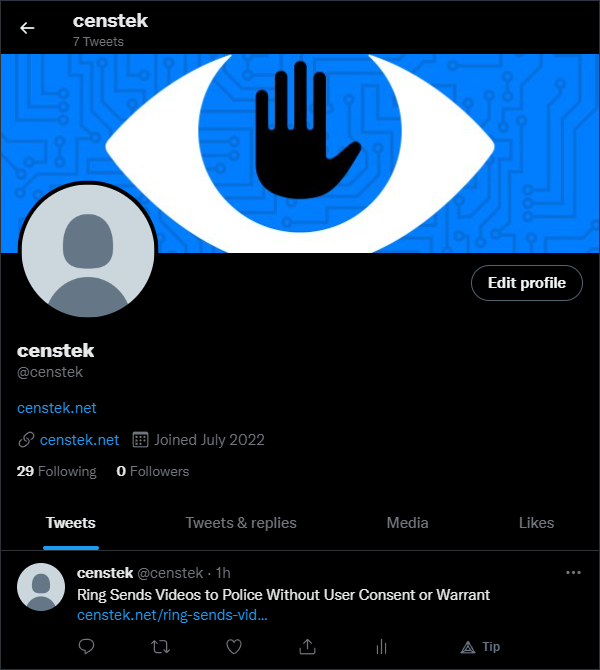 censtek
7 Tweets
Edit profile
censtek
@censtek
censtek.net
censtek.net Joined July 2022
29 Following 0 Followers
Tweets Tweets & replies Media Likes
censtek @censtek · 1h
Ring Sends Videos to Police Without User Consent or Warrant
censtek.net/ring-sends-vid...
Tip